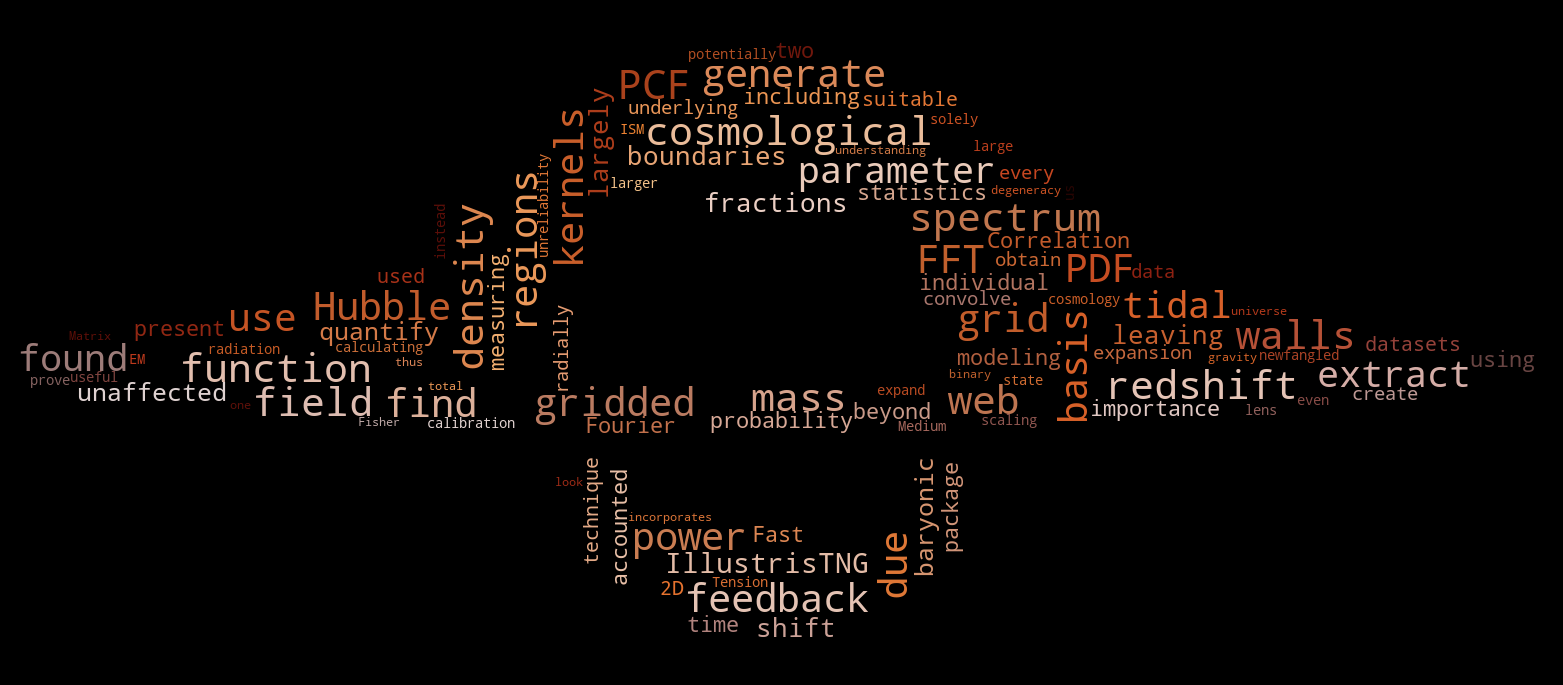 potentially two
PCF generate
including suitable
underlying
largely
ISM cosmological solely
kernels
boundaries understanding large
parameter every
larger statistics degeneracy us
fractions
unreliability
regions
instead density spectrum
Correlation
measuring FFT obtain PDF data
used individual
convolve cosmology tidal universe
present use Hubble grid
Matrix quantify radially basis leaving walls
found EM radiation calculating modeling expansion gravity newfangled datasets using
function thus
prove useful binary state redshift extract
unaffected total mass expand web create
one field find gridded beyond importance lens even
Fisher calibration Fourier probability Medium scaling
technique baryonic package
look accounted
incorporates
power Fast due
IllustrisTNG
2D Tension
feedback
time shift